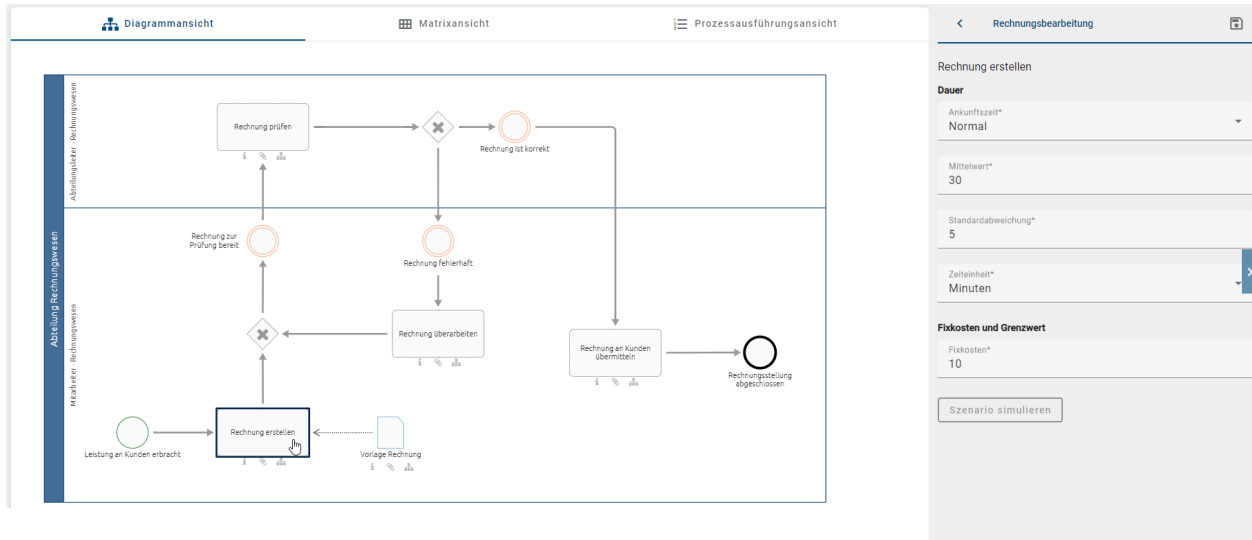 Diagrammansicht
Matrixansicht
Prozessausführungsansicht
Rechnungsbearbeitung
Abteilung Rechnungswesen
Abteilungsleiter - Rechnungswesen
Rechnung prüfen
Rechnung ist korrekt
Mitarbeiter - Rechnungswesen
Rechnung zur
Prüfung bereit
Rechnung fehlerhaft
Rechnung überarbeiten
Rechnung an Kunden
übermitteln
Rechnungsstellung
abgeschlossen
Leistung an Kunden erbracht
Rechnung erstellen
Vorlage Rechnung
Rechnung erstellen
Dauer
Ankunftszeit*
Normal
Mittelwert*
30
Standardabweichung*
5
Zeiteinheit*
Minuten
Fixkosten und Grenzwert
Fixkosten*
10
Szenario simulieren